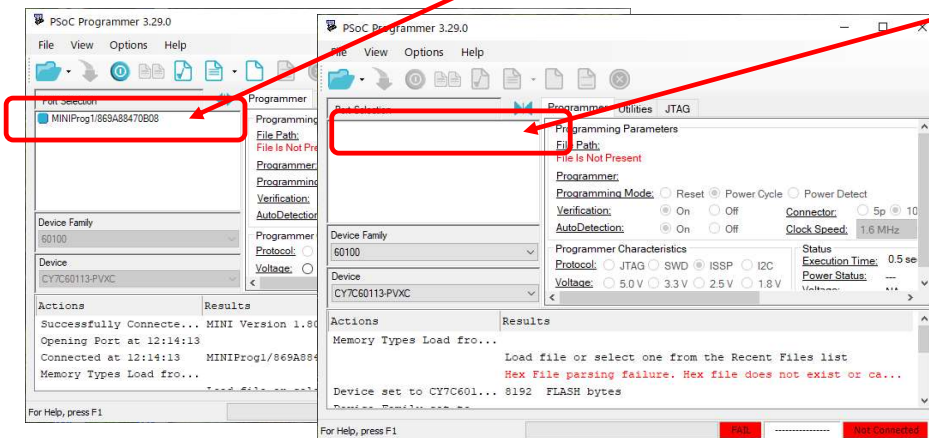 PSoC Programmer 3.29.0
File View Options Help
Port Selection
MINIProg1/869A88470B08
Device Family
60100
Device
CY7C60113-PVXC
Programmer
Programming
File Path:
File Is Not Pre
Programmer:
Programming
Verification:
AutoDetection
Programmer
Protocol:
Voltage:
Actions Results
Successfully Connecte... MINI Version 1.80
Opening Port at 12:14:13
Connected at 12:14:13 MINIProg1/869A884
Memory Types Load fro...
For Help, press F1
PSoC Programmer 3.29.0
File View Options Help
Port Selection
Device Family
60100
Device
CY7C60113-PVXC
Programmer Utilities JTAG
Programming Parameters
File Path:
File Is Not Present
Programmer:
Programming Mode: Reset Power Cycle Power Detect
Verification: On Off Connector: 5p 10
AutoDetection: On Off Clock Speed: 1.6 MHz
Programmer Characteristics Status
Protocol: JTAG SWD ISSP I2C Execution Time: 0.5 se
Voltage: 5.0 V 3.3 V 2.5 V 1.8 V Power Status: ---
Actions Results
Memory Types Load fro...
Load file or select one from the Recent Files list
Hex File parsing failure. Hex file does not exist or ca...
Device set to CY7C601... 8192 FLASH bytes
For Help, press F1
FAIL ---------------- Not Connected